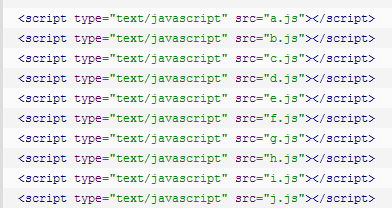 <script type="text/javascript" src="a.js"></script>
<script type="text/javascript" src="b.js"></script>
<script type="text/javascript" src="c.js"></script>
<script type="text/javascript" src="d.js"></script>
<script type="text/javascript" src="e.js"></script>
<script type="text/javascript" src="f.js"></script>
<script type="text/javascript" src="g.js"></script>
<script type="text/javascript" src="h.js"></script>
<script type="text/javascript" src="i.js"></script>
<script type="text/javascript" src="j.js"></script>